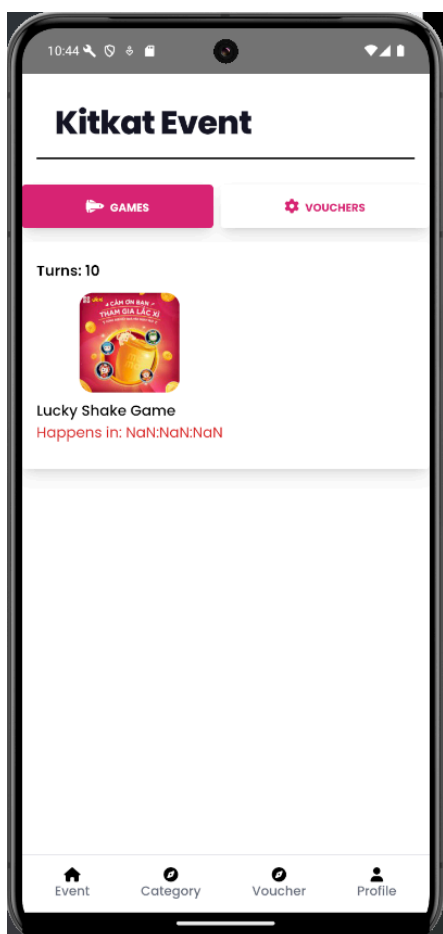 10:44
Kitkat Event
GAMES
VOUCHERS
Turns: 10
CẢM ƠN BẠN
THAM GIA LẮC XÌ
Lucky Shake Game
Happens in: NaN:NaN:NaN
Event
Category
Voucher
Profile